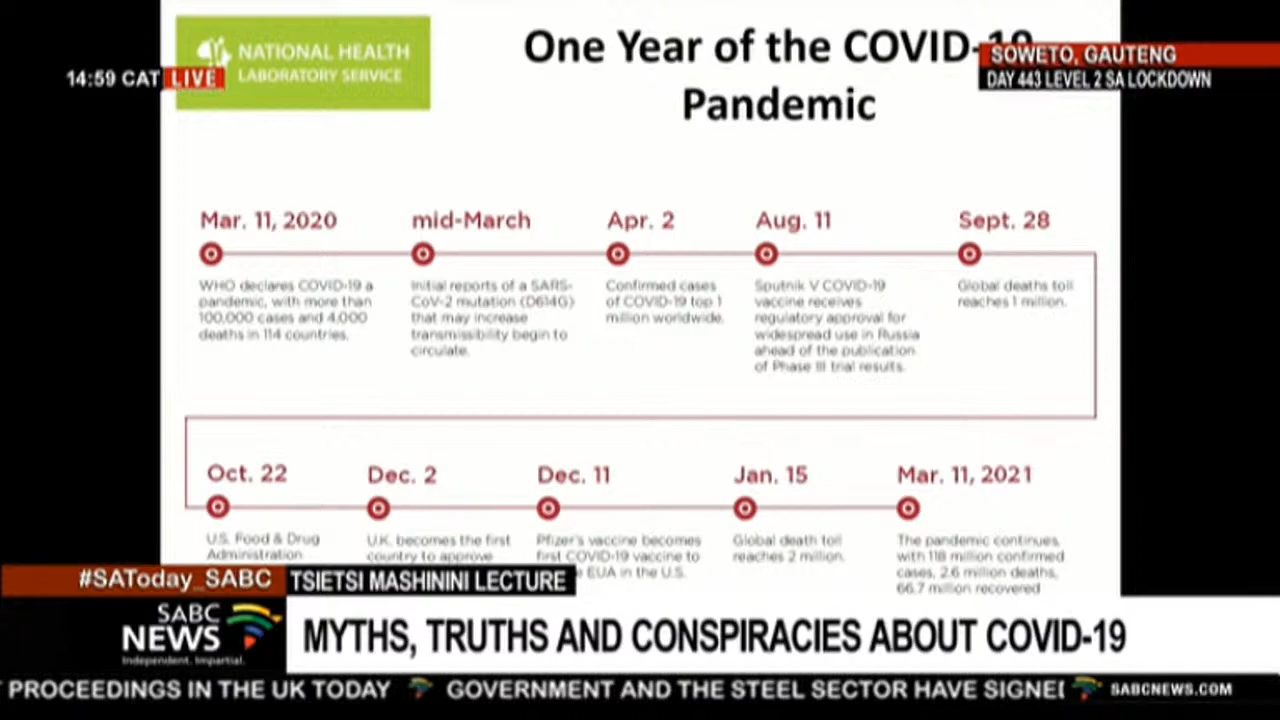 NATIONAL HEALTH
LABORATORY SERVICE
One Year of the COVID-19
Pandemic
14:59 CAT LIVE
SOWETO, GAUTENG
DAY 443 LEVEL 2 SA LOCKDOWN
Mar. 11, 2020
WHO declares COVID-19 a
pandemic, with more than
100,000 cases and 4,000
deaths in 114 countries.
mid-March
Initial reports of a SARS-
CoV-2 mutation (D614G)
that may increase
transmissibility begin to
circulate.
Apr. 2
Confirmed cases
of COVID-19 top 1
million worldwide.
Aug. 11
Sputnik V COVID-19
vaccine receives
regulatory approval for
widespread use in Russia
ahead of the publication
of Phase III trial results.
Sept. 28
Global deaths toll
reaches 1 million.
Oct. 22
U.S. Food & Drug
Administration
Dec. 2
U.K. becomes the first
country to approve
Dec. 11
Pfizer's vaccine becomes
first COVID-19 vaccine to
EUA in the U.S.
Jan. 15
Global death toll
reaches 2 million.
Mar. 11, 2021
The pandemic continues,
with 118 million confirmed
cases, 2.6 million deaths,
66.7 million recovered
#SAToday_SABC TSIETSI MASHININI LECTURE
SABC
NEWS
Independent. Impartial.
MYTHS, TRUTHS AND CONSPIRACIES ABOUT COVID-19
PROCEEDINGS IN THE UK TODAY GOVERNMENT AND THE STEEL SECTOR HAVE SIGNED
SABCNEWS.COM